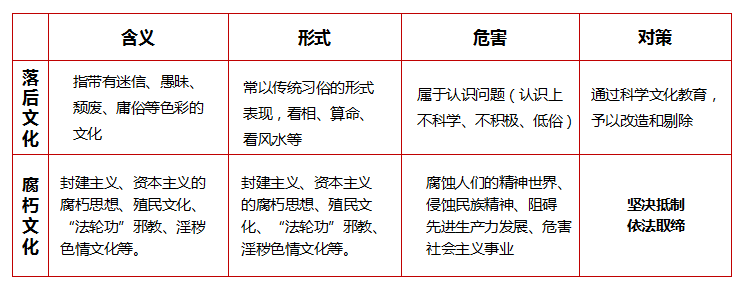 含义
形式
危害
对策
落后文化
指带有迷信、愚昧、
颓废、庸俗等色彩的
文化
常以传统习俗的形式
表现，看相、算命、
看风水等
属于认识问题（认识上
不科学、不积极、低俗）
通过科学文化教育，
予以改造和剔除
腐朽文化
封建主义、资本主义的
腐朽思想、殖民文化、
“法轮功”邪教、淫秽
色情文化等。
封建主义、资本主义
的腐朽思想、殖民文
化、“法轮功”邪教、
淫秽色情文化等。
腐蚀人们的精神世界、
侵蚀民族精神、阻碍
先进生产力发展、危害
社会主义事业
坚决抵制
依法取缔